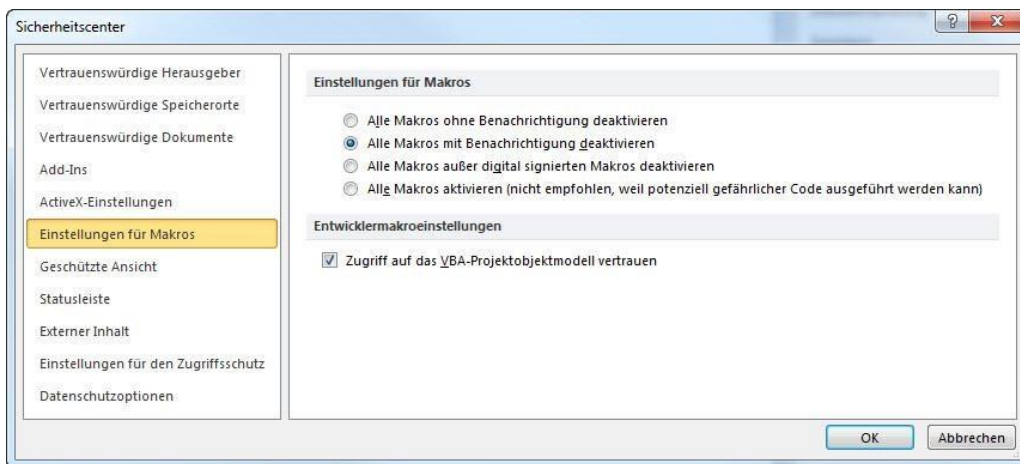 Sicherheitscenter
Vertrauenswürdige Herausgeber
Vertrauenswürdige Speicherorte
Vertrauenswürdige Dokumente
Add-Ins
ActiveX-Einstellungen
Einstellungen für Makros
Geschützte Ansicht
Statusleiste
Externer Inhalt
Einstellungen für den Zugriffsschutz
Datenschutzoptionen
Einstellungen für Makros
Alle Makros ohne Benachrichtigung deaktivieren
Alle Makros mit Benachrichtigung deaktivieren
Alle Makros außer digital signierten Makros deaktivieren
Alle Makros aktivieren (nicht empfohlen, weil potenziell gefährlicher Code ausgeführt werden kann)
Entwicklermakroeinstellungen
Zugriff auf das VBA-Projektobjektmodell vertrauen
OK
Abbrechen